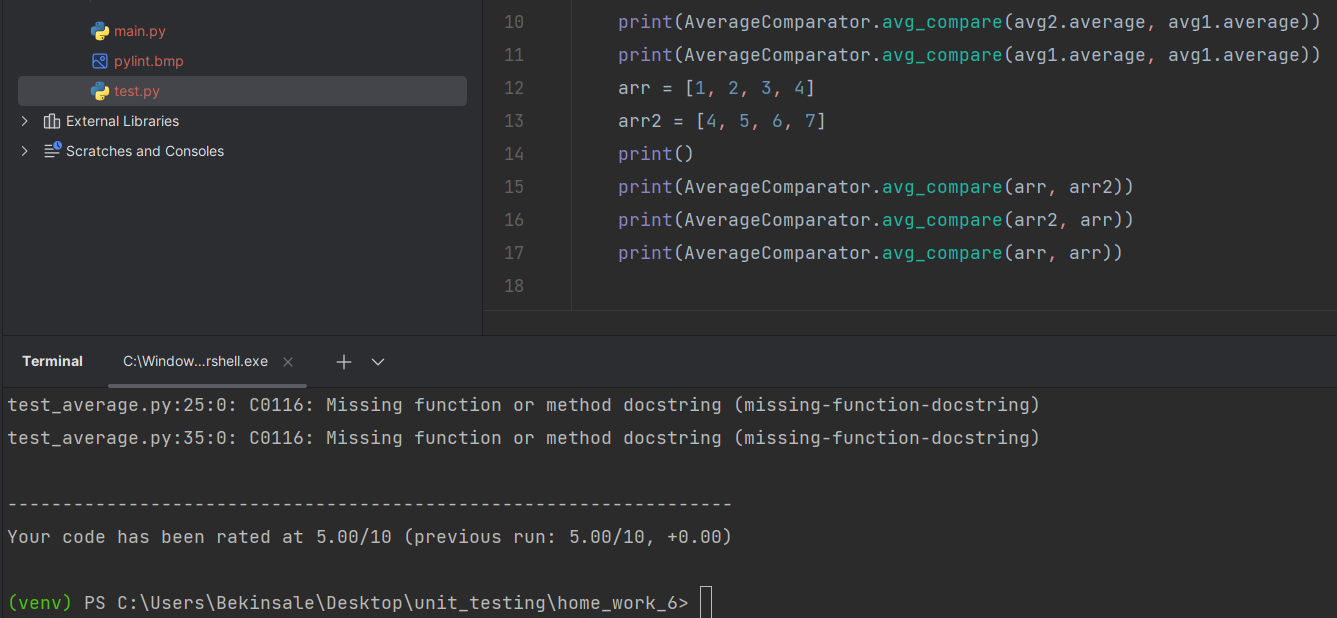 main.py
pylint.bmp
test.py
External Libraries
Scratches and Consoles
10 print(AverageComparator.avg_compare(avg2.average, avg1.average))
11 print(AverageComparator.avg_compare(avg1.average, avg1.average))
12 arr = [1, 2, 3, 4]
13 arr2 = [4, 5, 6, 7]
14 print()
15 print(AverageComparator.avg_compare(arr, arr2))
16 print(AverageComparator.avg_compare(arr2, arr))
17 print(AverageComparator.avg_compare(arr, arr))
18
Terminal C:\Window...rshell.exe
test_average.py:25:0: C0116: Missing function or method docstring (missing-function-docstring)
test_average.py:35:0: C0116: Missing function or method docstring (missing-function-docstring)
------------------------------------------------------------------
Your code has been rated at 5.00/10 (previous run: 5.00/10, +0.00)
(venv) PS C:\Users\Bekinsale\Desktop\unit_testing\home_work_6>